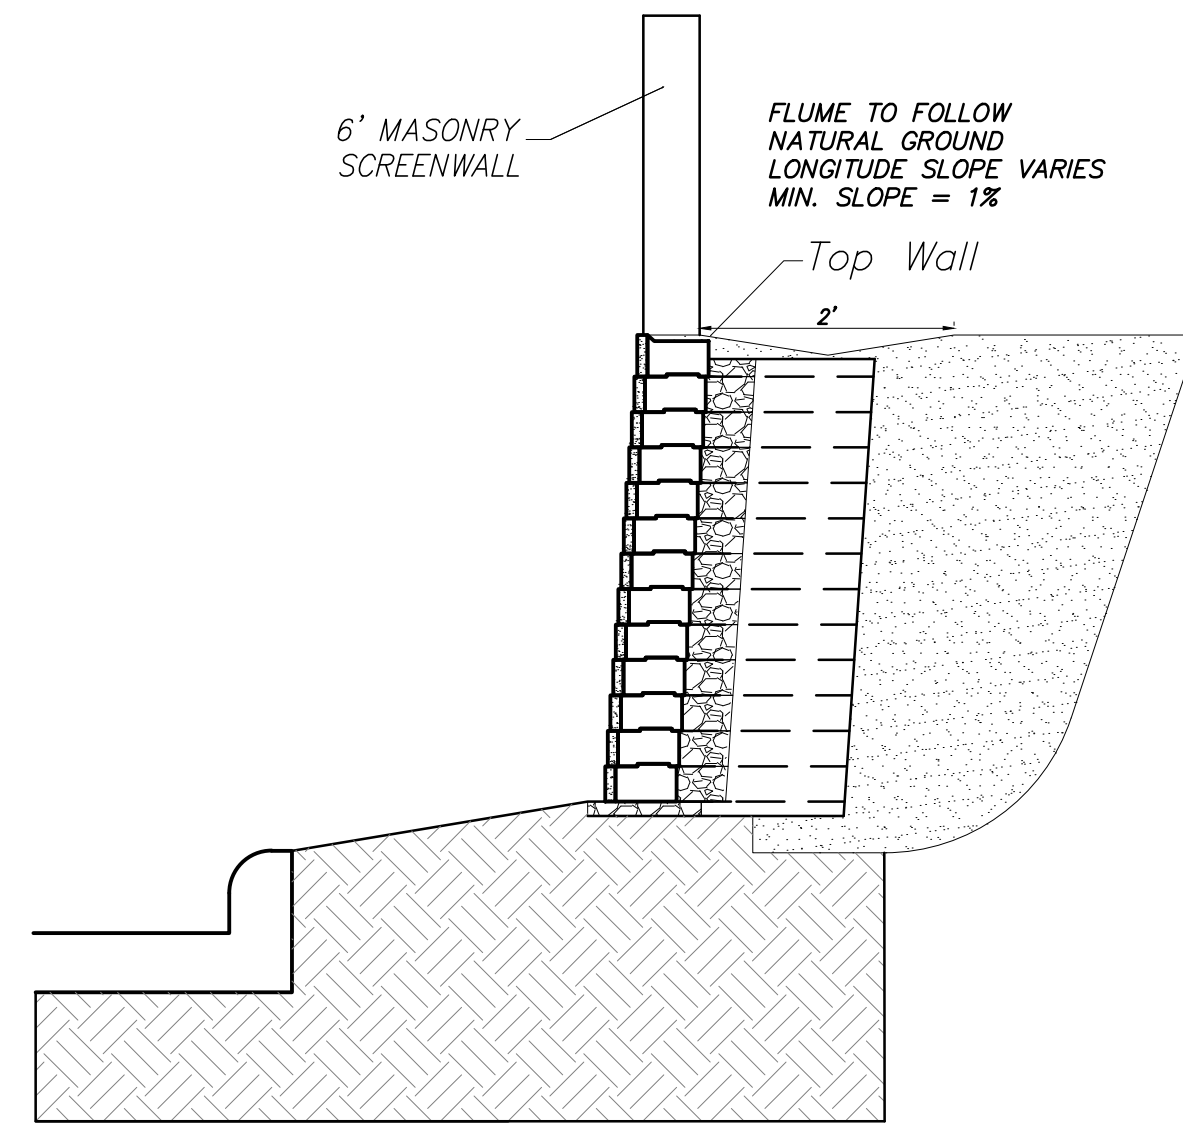 6' MASONRY
SCREENWALL
FLUME TO FOLLOW
NATURAL GROUND
LONGITUDE SLOPE VARIES
MIN. SLOPE = 1%
Top Wall
2'